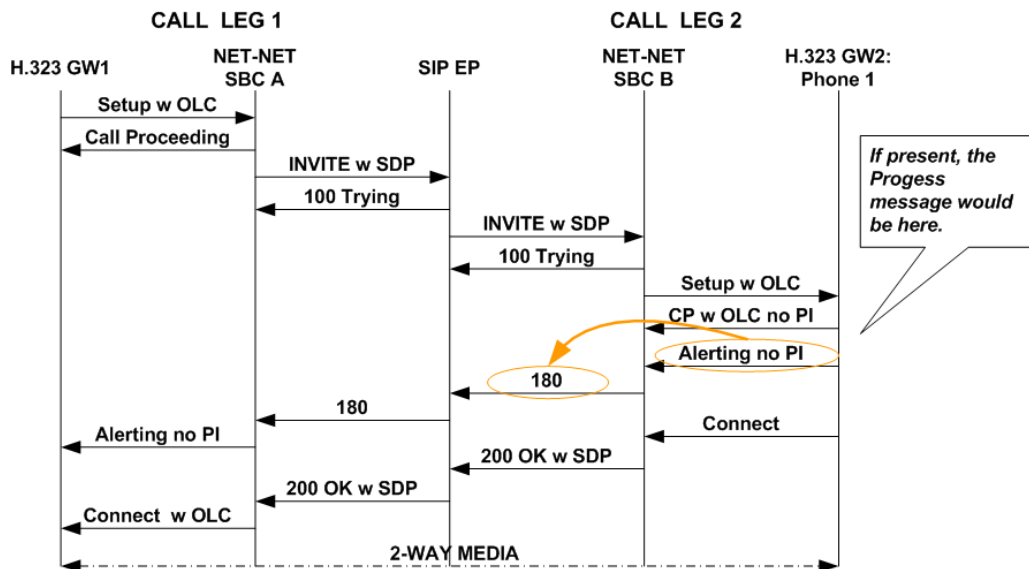 CALL LEG 1
CALL LEG 2
H.323 GW1
NET-NET
SBC A
SIP EP
NET-NET
SBC B
H.323 GW2:
Phone 1
Setup w OLC
Call Proceeding
If present, the
Progess
message would
be here.
INVITE w SDP
100 Trying
INVITE w SDP
100 Trying
Setup w OLC
CP w OLC no PI
Alerting no PI
180
180
Connect
Alerting no PI
200 OK w SDP
200 OK w SDP
Connect w OLC
2-WAY MEDIA